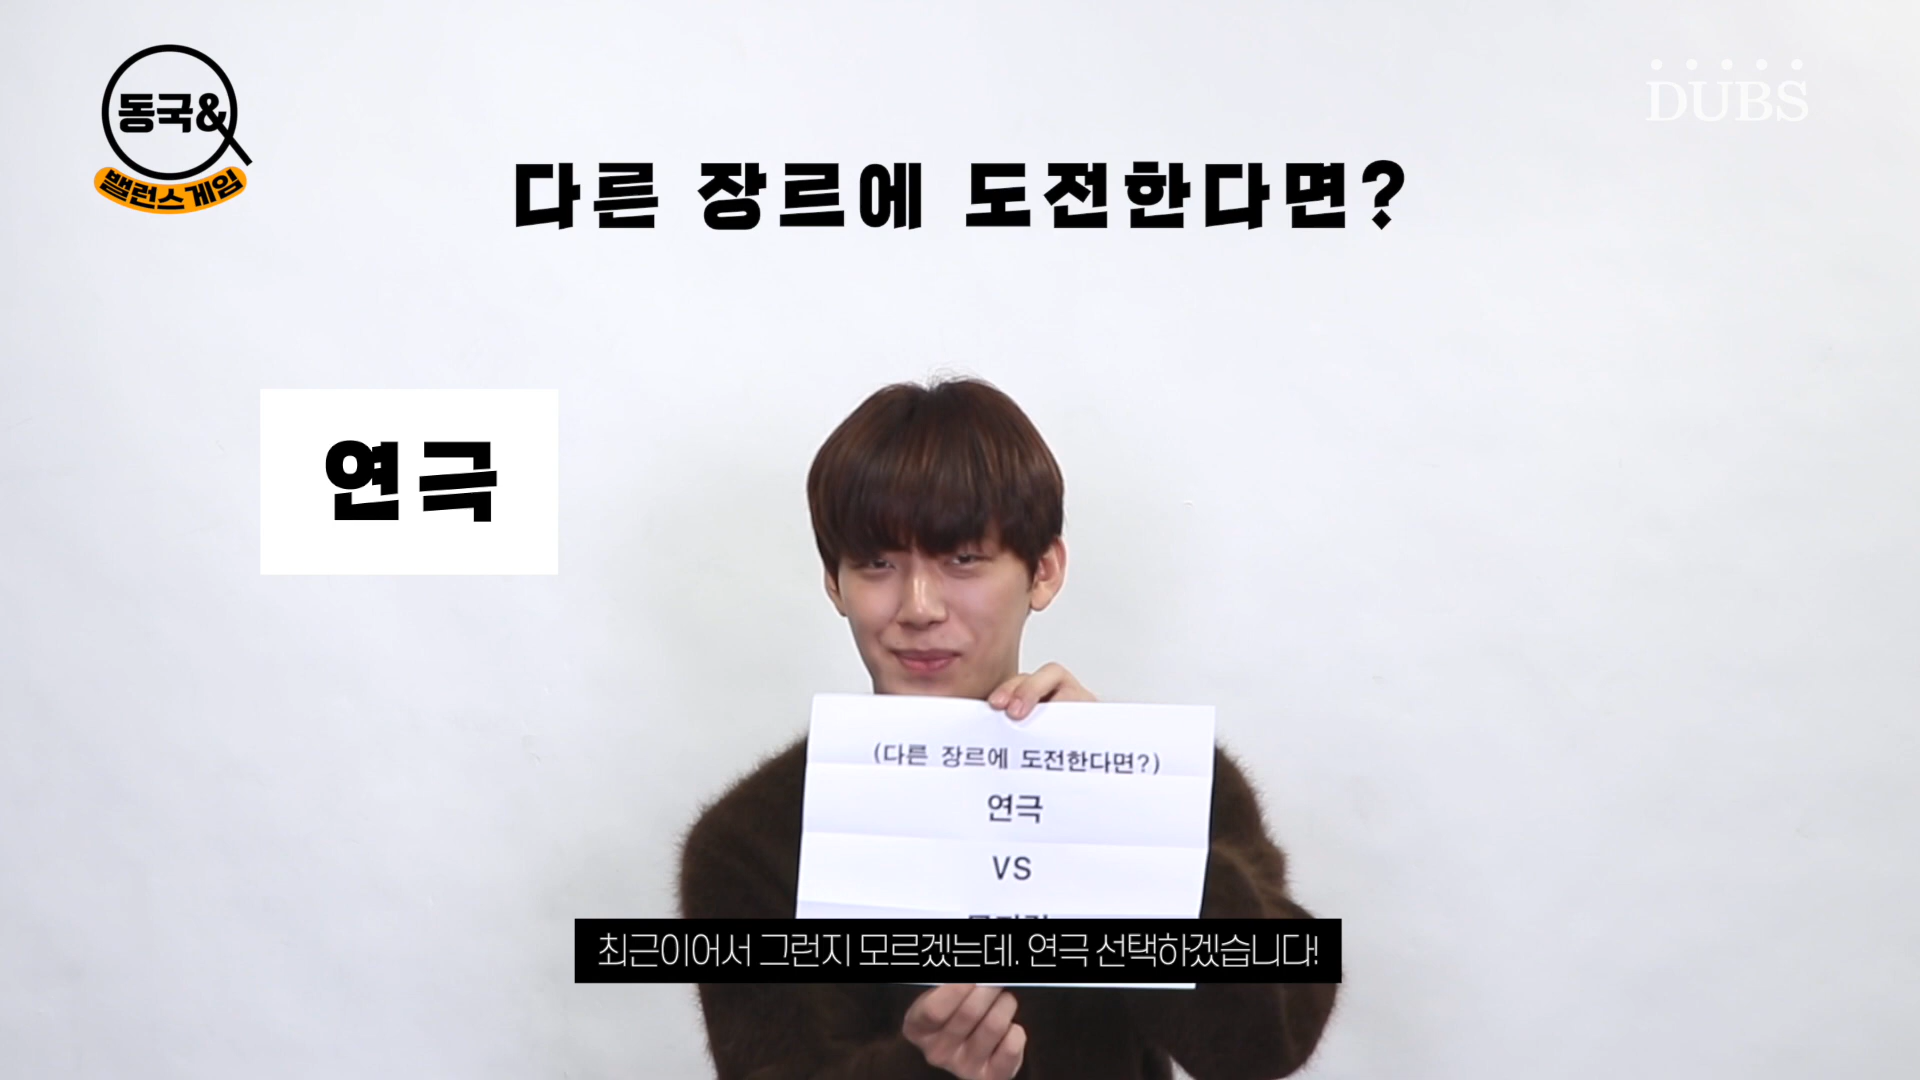 동국&
밸런스게임
DUBS
다른 장르에 도전한다면?
연극
(다른 장르에 도전한다면?)
연극
VS
최근이어서 그런지 모르겠는데. 연극 선택하겠습니다!